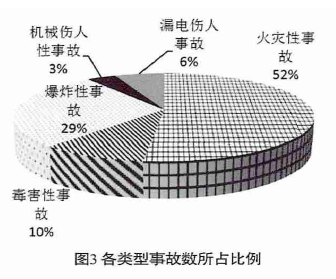 机械伤人
性事故
3%
漏电伤人
事故
6%
火灾性事
故
52%
爆炸性事
故
29%
毒害性事
故
10%
图3 各类型事故数所占比例